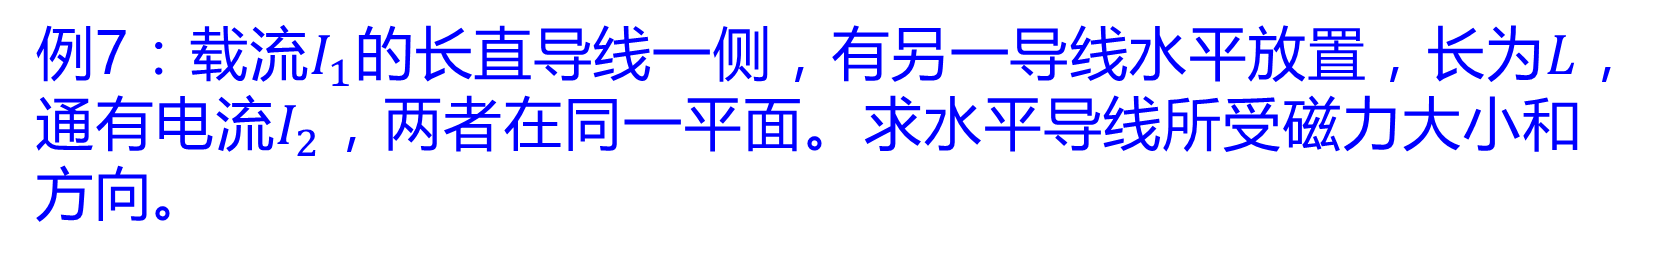 例7：载流I₁的长直导线一侧，有另一导线水平放置，长为L，
通有电流I₂，两者在同一平面。求水平导线所受磁力大小和
方向。